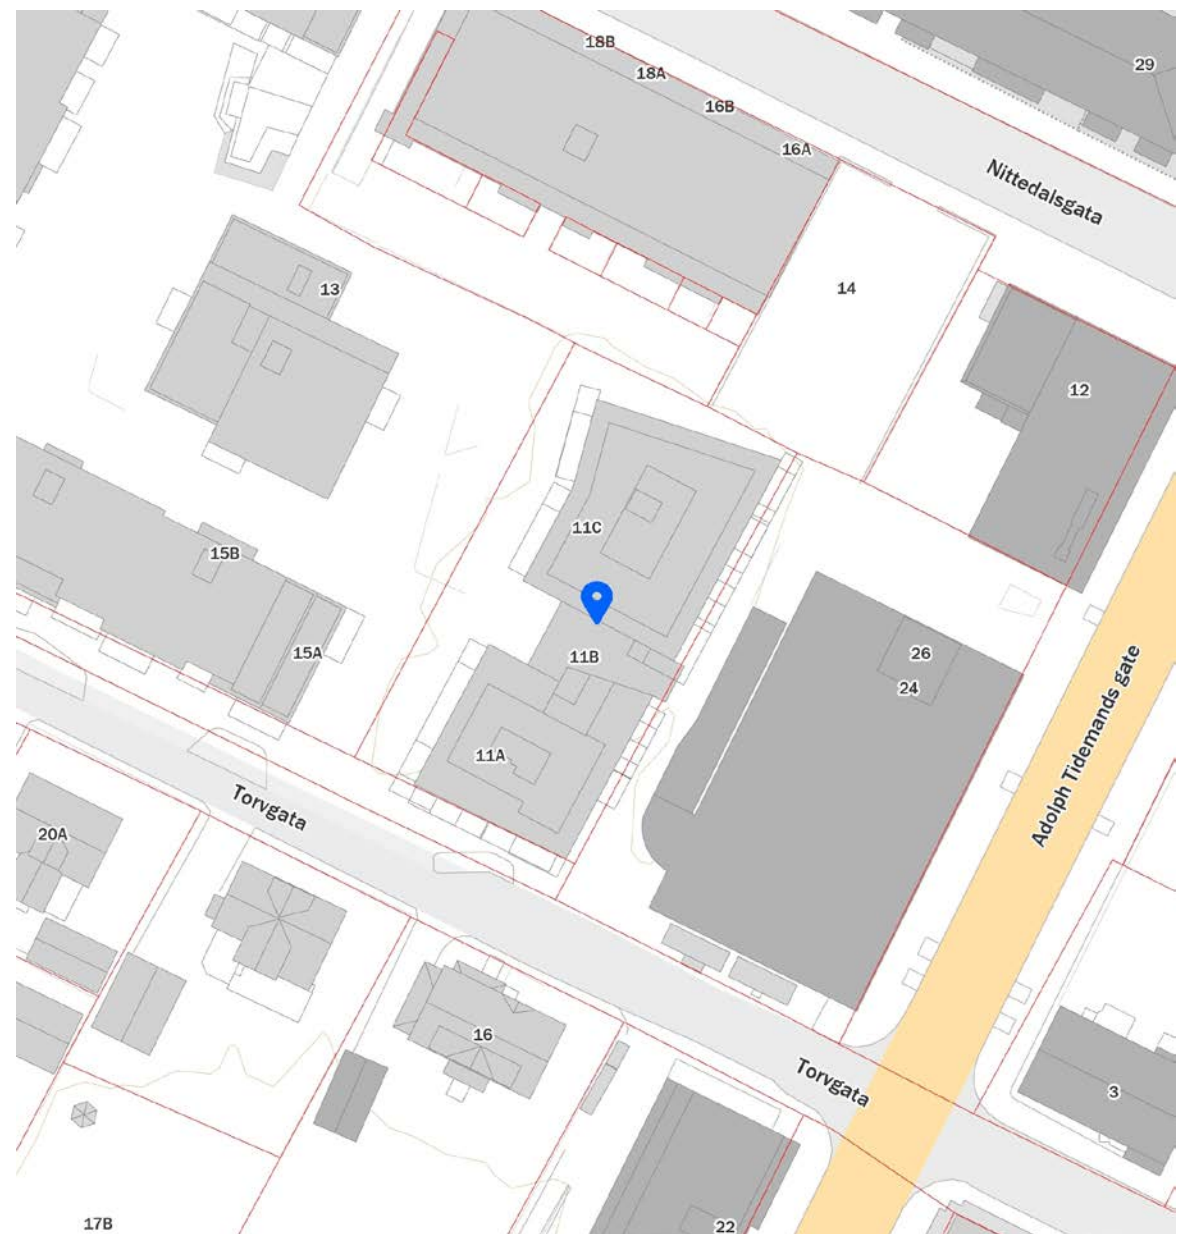 18B
18A
29
16B
16A
Nittedalsgata
13
14
12
11C
15B
11B
15A
26
24
11A
Adolph Tidemands gate
Torvgata
20A
16
Torvgata
3
17B
22